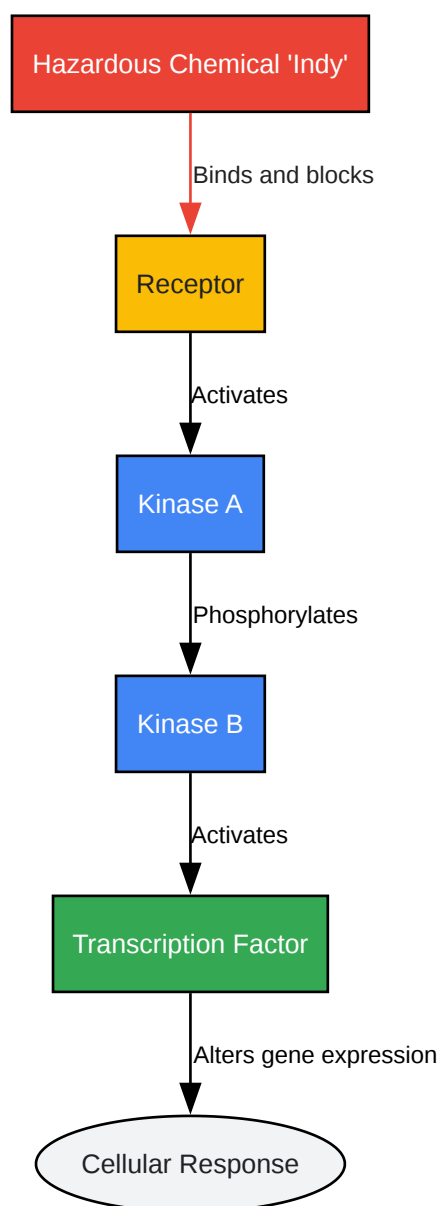 Hazardous Chemical 'Indy'
Binds and blocks
Receptor
Activates
Kinase A
Phosphorylates
Kinase B
Activates
Transcription Factor
Alters gene expression
Cellular Response